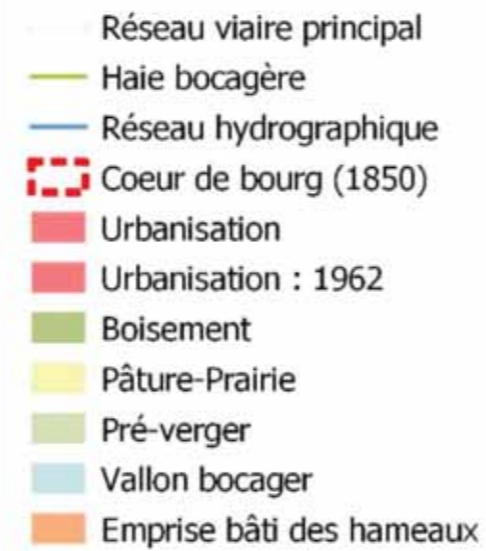 Réseau viaire principal
Haie bocagère
Réseau hydrographique
Coeur de bourg (1850)
Urbanisation
Urbanisation : 1962
Boisement
Pâture-Prairie
Pré-verger
Vallon bocager
Emprise bâti des hameaux